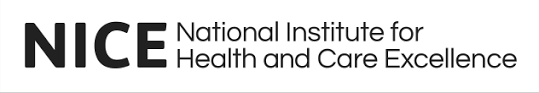 NICE
National Institute for
Health and Care Excellence